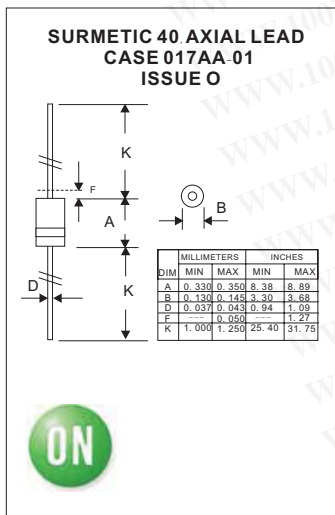 SURMETIC 40, AXIAL LEAD
CASE 017AA-01
ISSUE O
K
F
A
B
D
K
MILLIMETERS INCHES
DIM MIN MAX MIN MAX
A 0.330 0.350 8.38 8.89
B 0.130 0.145 3.30 3.68
D 0.037 0.043 0.94 1.09
F --- 0.050 --- 1.27
K 1.000 1.250 25.40 31.75
ON